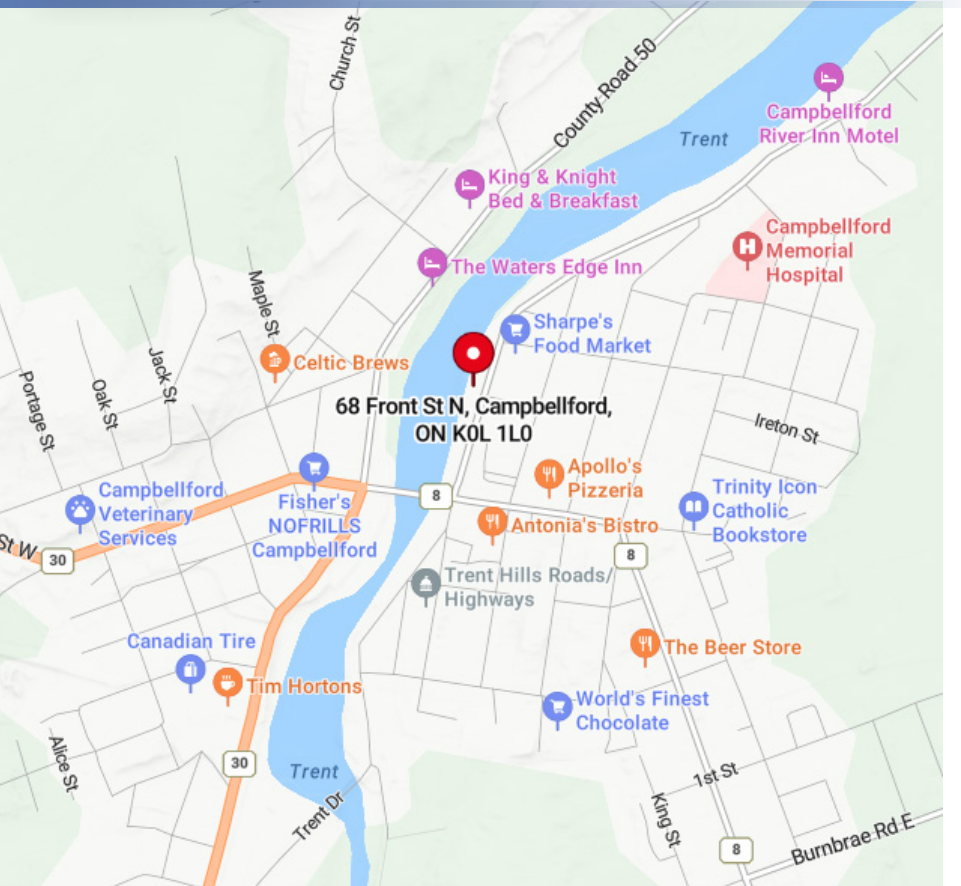 Church St
County Road 50
Campbellford
River Inn Motel
Trent
King & Knight
Bed & Breakfast
Campbellford
Memorial
Hospital
The Waters Edge Inn
Maple St
Sharpe's
Food Market
Jack St
Celtic Brews
Portage St
Oak St
68 Front St N, Campbellford,
ON K0L 1L0
Ireton St
Apollo's
Pizzeria
Campbellford
Veterinary
Services
Fisher's
NOFRILLS
Campbellford
8
Trinity Icon
Catholic
Bookstore
Antonia's Bistro
St W
30
8
Trent Hills Roads/
Highways
Canadian Tire
The Beer Store
Tim Hortons
World's Finest
Chocolate
Alice St
30
Trent
1st St
Trent Dr
King St
8
Burnbrae Rd E